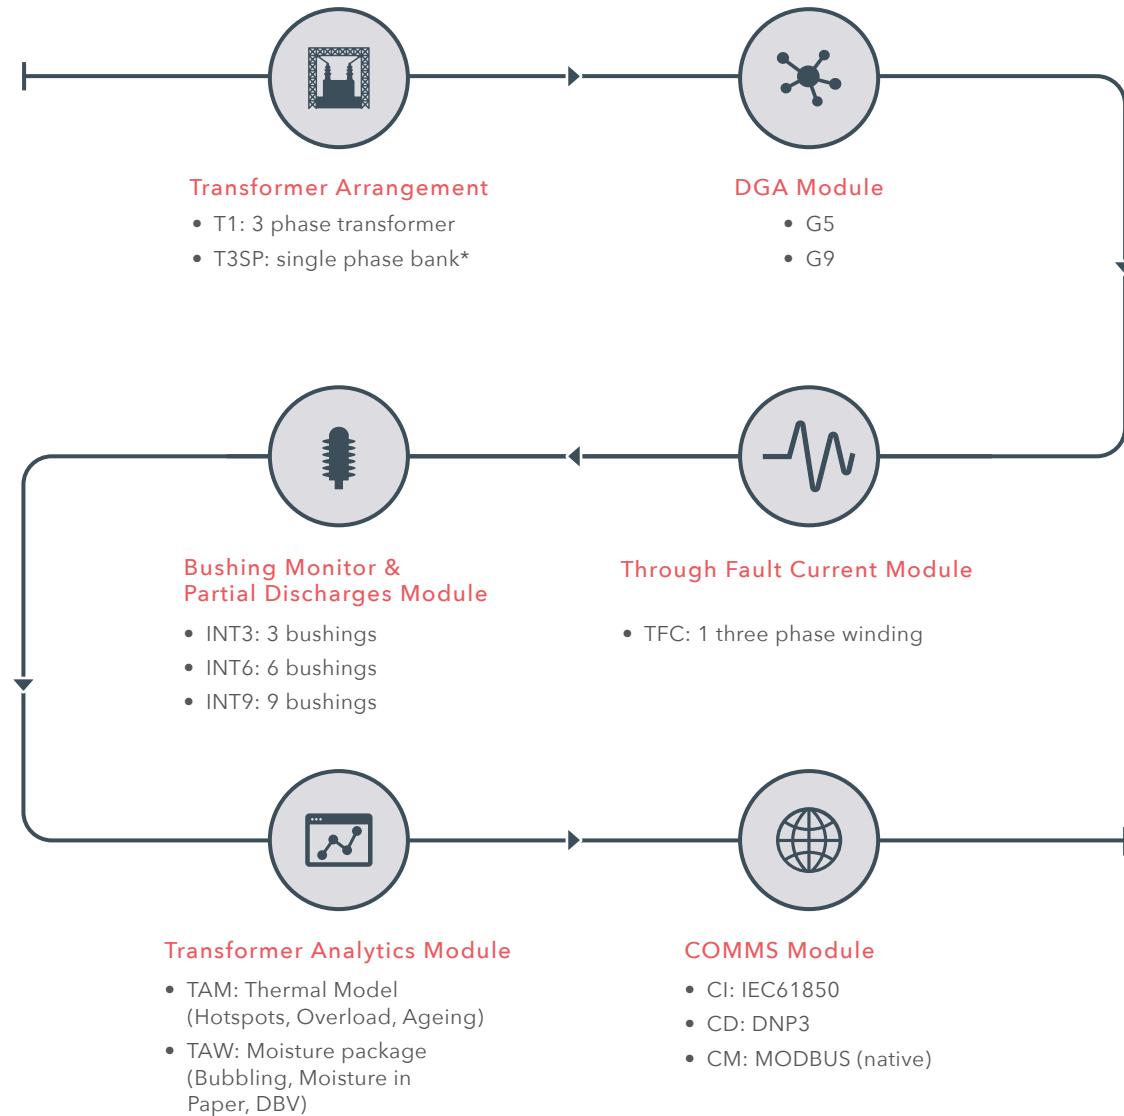 Transformer Arrangement
• T1: 3 phase transformer
• T3SP: single phase bank*
DGA Module
• G5
• G9
Bushing Monitor &
Partial Discharges Module
• INT3: 3 bushings
• INT6: 6 bushings
• INT9: 9 bushings
Through Fault Current Module
• TFC: 1 three phase winding
Transformer Analytics Module
• TAM: Thermal Model
(Hotspots, Overload, Ageing)
• TAW: Moisture package
(Bubbling, Moisture in
Paper, DBV)
COMMS Module
• CI: IEC61850
• CD: DNP3
• CM: MODBUS (native)